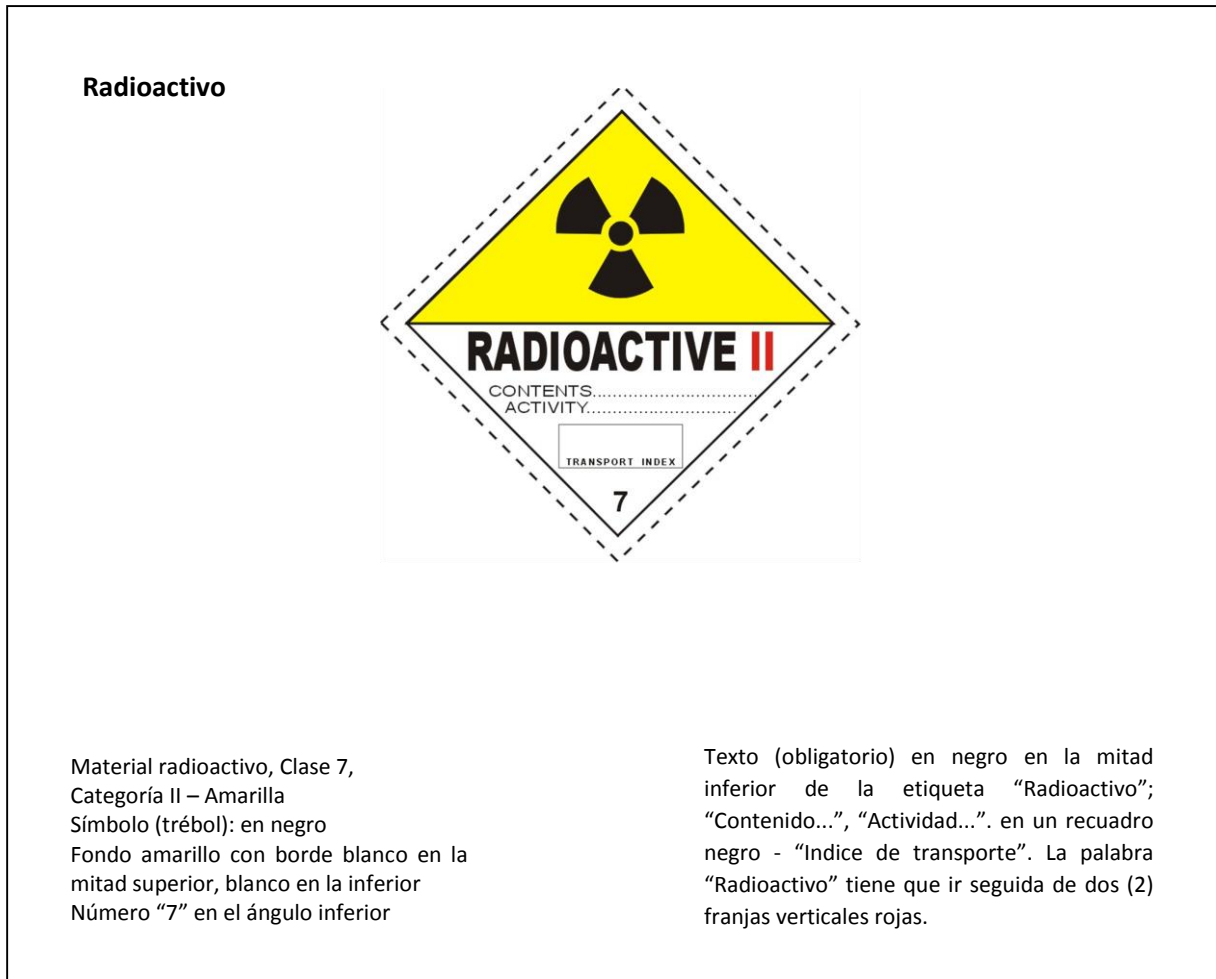 Radioactivo
RADIOACTIVE II
CONTENTS..................................
ACTIVITY.............................
TRANSPORT INDEX
7
Material radioactivo, Clase 7,
Categoría II – Amarilla
Símbolo (trébol): en negro
Fondo amarillo con borde blanco en la
mitad superior, blanco en la inferior
Número “7” en el ángulo inferior
Texto (obligatorio) en negro en la mitad
inferior de la etiqueta “Radioactivo”;
“Contenido...”, “Actividad...”. en un recuadro
negro - “Indice de transporte”. La palabra
“Radioactivo” tiene que ir seguida de dos (2)
franjas verticales rojas.